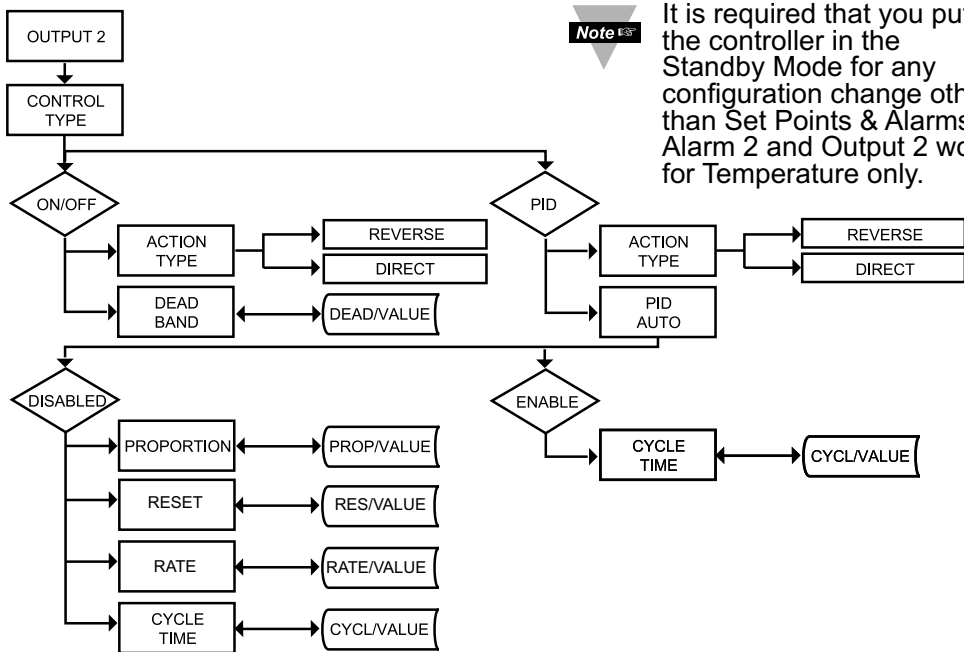 OUTPUT 2
CONTROL
TYPE
Note
It is required that you put
the controller in the
Standby Mode for any
configuration change
than Set Points & Alarms
Alarm 2 and Output 2
for Temperature only.
ON/OFF
ACTION
TYPE
REVERSE
DIRECT
DEAD
BAND
DEAD/VALUE
PID
ACTION
TYPE
REVERSE
DIRECT
PID
AUTO
DISABLED
PROPORTION
PROP/VALUE
RESET
RES/VALUE
RATE
RATE/VALUE
CYCLE
TIME
CYCL/VALUE
ENABLE
CYCLE
TIME
CYCL/VALUE